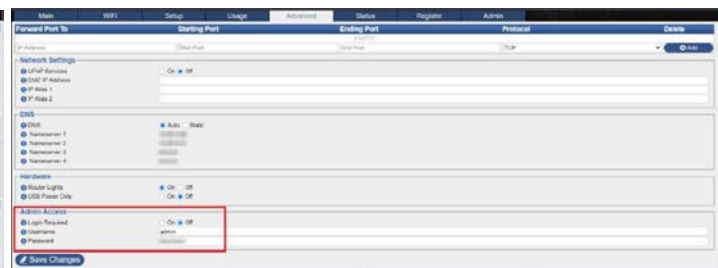 Main WiFi Setup Usage Advanced Status Register Admin
Forward Port To Starting Port Ending Port Protocol Delete
EMPTY
IP Address Start Port End Port TCP Add
Network Settings
UPnP Services On Off
DMZ IP Address
IP Alias 1
IP Alias 2
DNS
DNS Auto Static
Nameserver 1
Nameserver 2
Nameserver 3
Nameserver 4
Hardware
Router Lights On Off
USB Power Only On Off
Admin Access
Login Required On Off
Username admin
Password
Save Changes